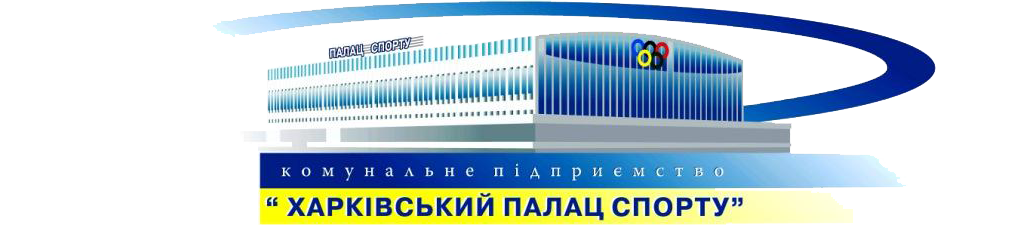 ПАЛАЦ СПОРТУ
комунальне підприємство
“ ХАРКІВСЬКИЙ ПАЛАЦ СПОРТУ”